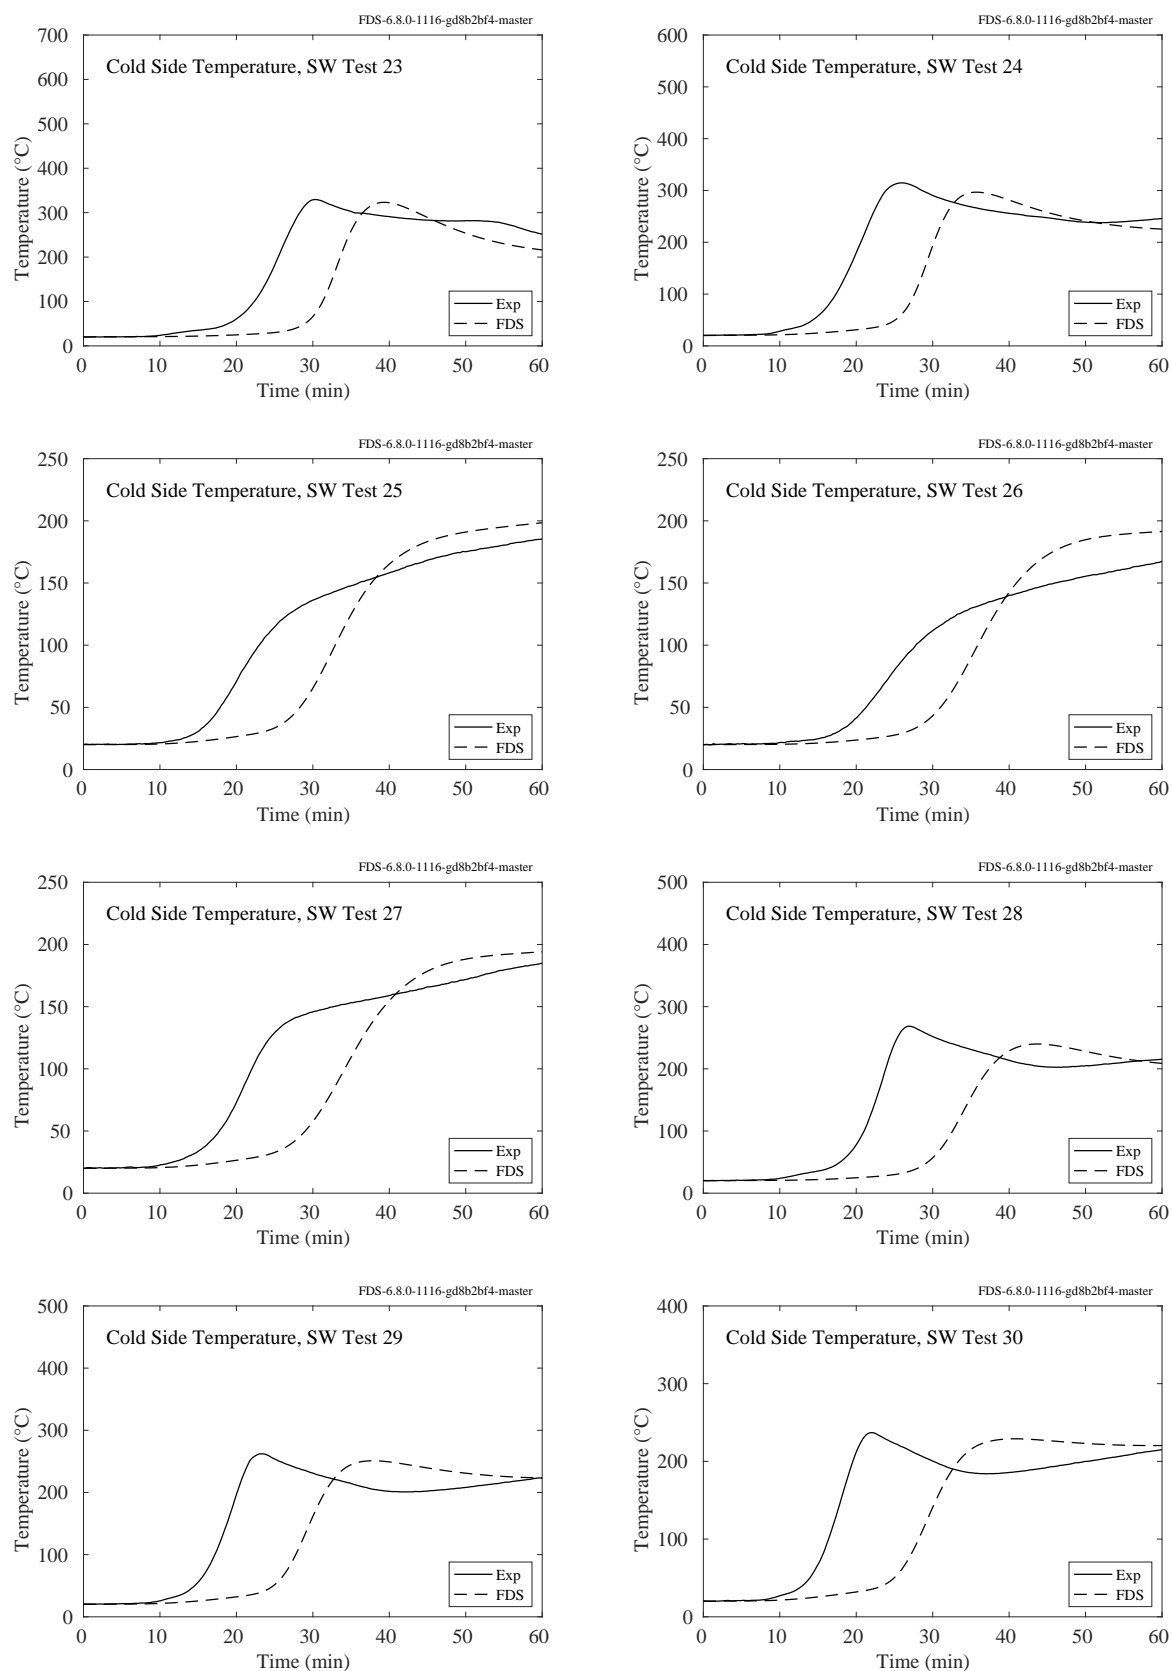 FDS-6.8.0-1116-gd8b2bf4-master
Cold Side Temperature, SW Test 23
Temperature (°C)
700
600
500
400
300
200
100
0
Exp
FDS
0 10 20 30 40 50 60
Time (min)
FDS-6.8.0-1116-gd8b2bf4-master
Cold Side Temperature, SW Test 24
Temperature (°C)
600
500
400
300
200
100
0
Exp
FDS
0 10 20 30 40 50 60
Time (min)
FDS-6.8.0-1116-gd8b2bf4-master
Cold Side Temperature, SW Test 25
Temperature (°C)
250
200
150
100
50
0
Exp
FDS
0 10 20 30 40 50 60
Time (min)
FDS-6.8.0-1116-gd8b2bf4-master
Cold Side Temperature, SW Test 26
Temperature (°C)
250
200
150
100
50
0
Exp
FDS
0 10 20 30 40 50 60
Time (min)
FDS-6.8.0-1116-gd8b2bf4-master
Cold Side Temperature, SW Test 27
Temperature (°C)
250
200
150
100
50
0
Exp
FDS
0 10 20 30 40 50 60
Time (min)
FDS-6.8.0-1116-gd8b2bf4-master
Cold Side Temperature, SW Test 28
Temperature (°C)
500
400
300
200
100
0
Exp
FDS
0 10 20 30 40 50 60
Time (min)
FDS-6.8.0-1116-gd8b2bf4-master
Cold Side Temperature, SW Test 29
Temperature (°C)
500
400
300
200
100
0
Exp
FDS
0 10 20 30 40 50 60
Time (min)
FDS-6.8.0-1116-gd8b2bf4-master
Cold Side Temperature, SW Test 30
Temperature (°C)
400
300
200
100
0
Exp
FDS
0 10 20 30 40 50 60
Time (min)